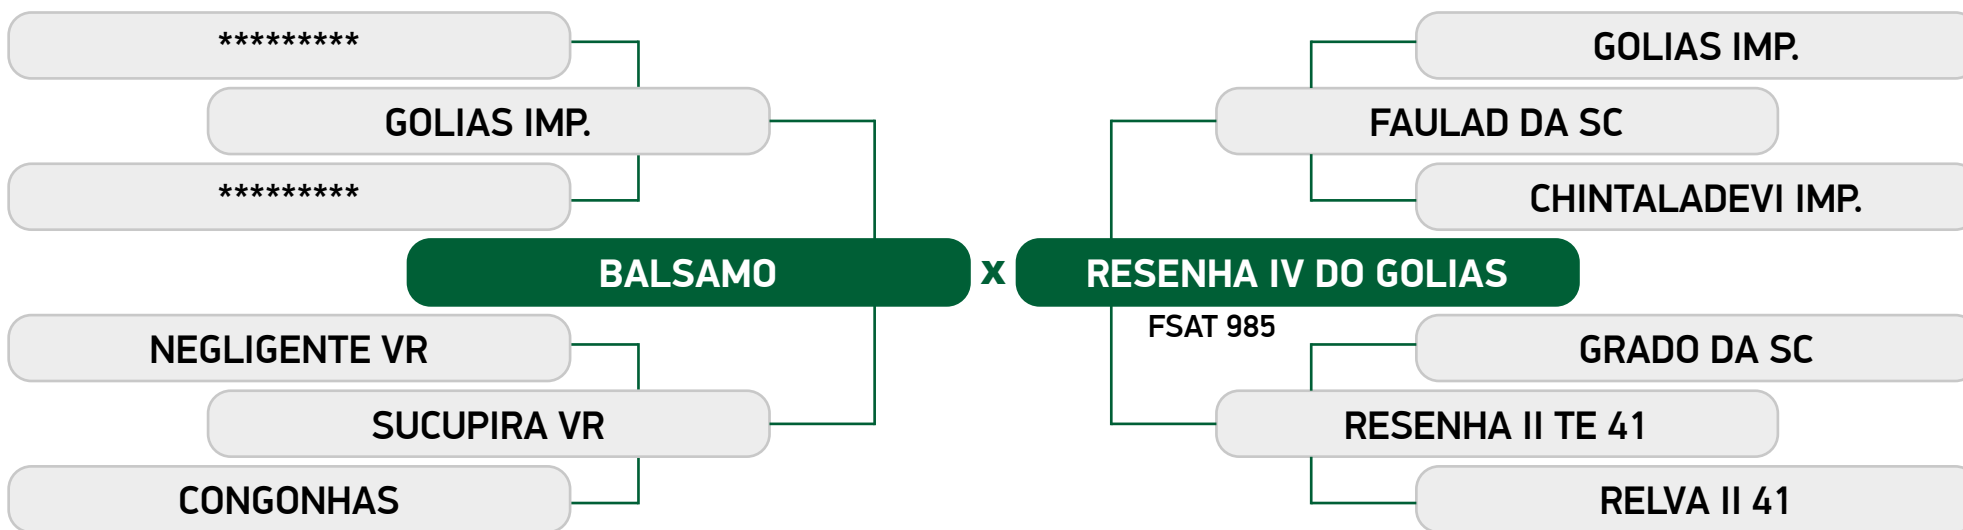 *********
GOLIAS IMP.
*********
BALSAMO
NEGLIGENTE VR
SUCUPIRA VR
CONGONHAS
x
GOLIAS IMP.
FAULAD DA SC
CHINTALADEVI IMP.
RESENHA IV DO GOLIAS
FSAT 985
GRADO DA SC
RESENHA II TE 41
RELVA II 41